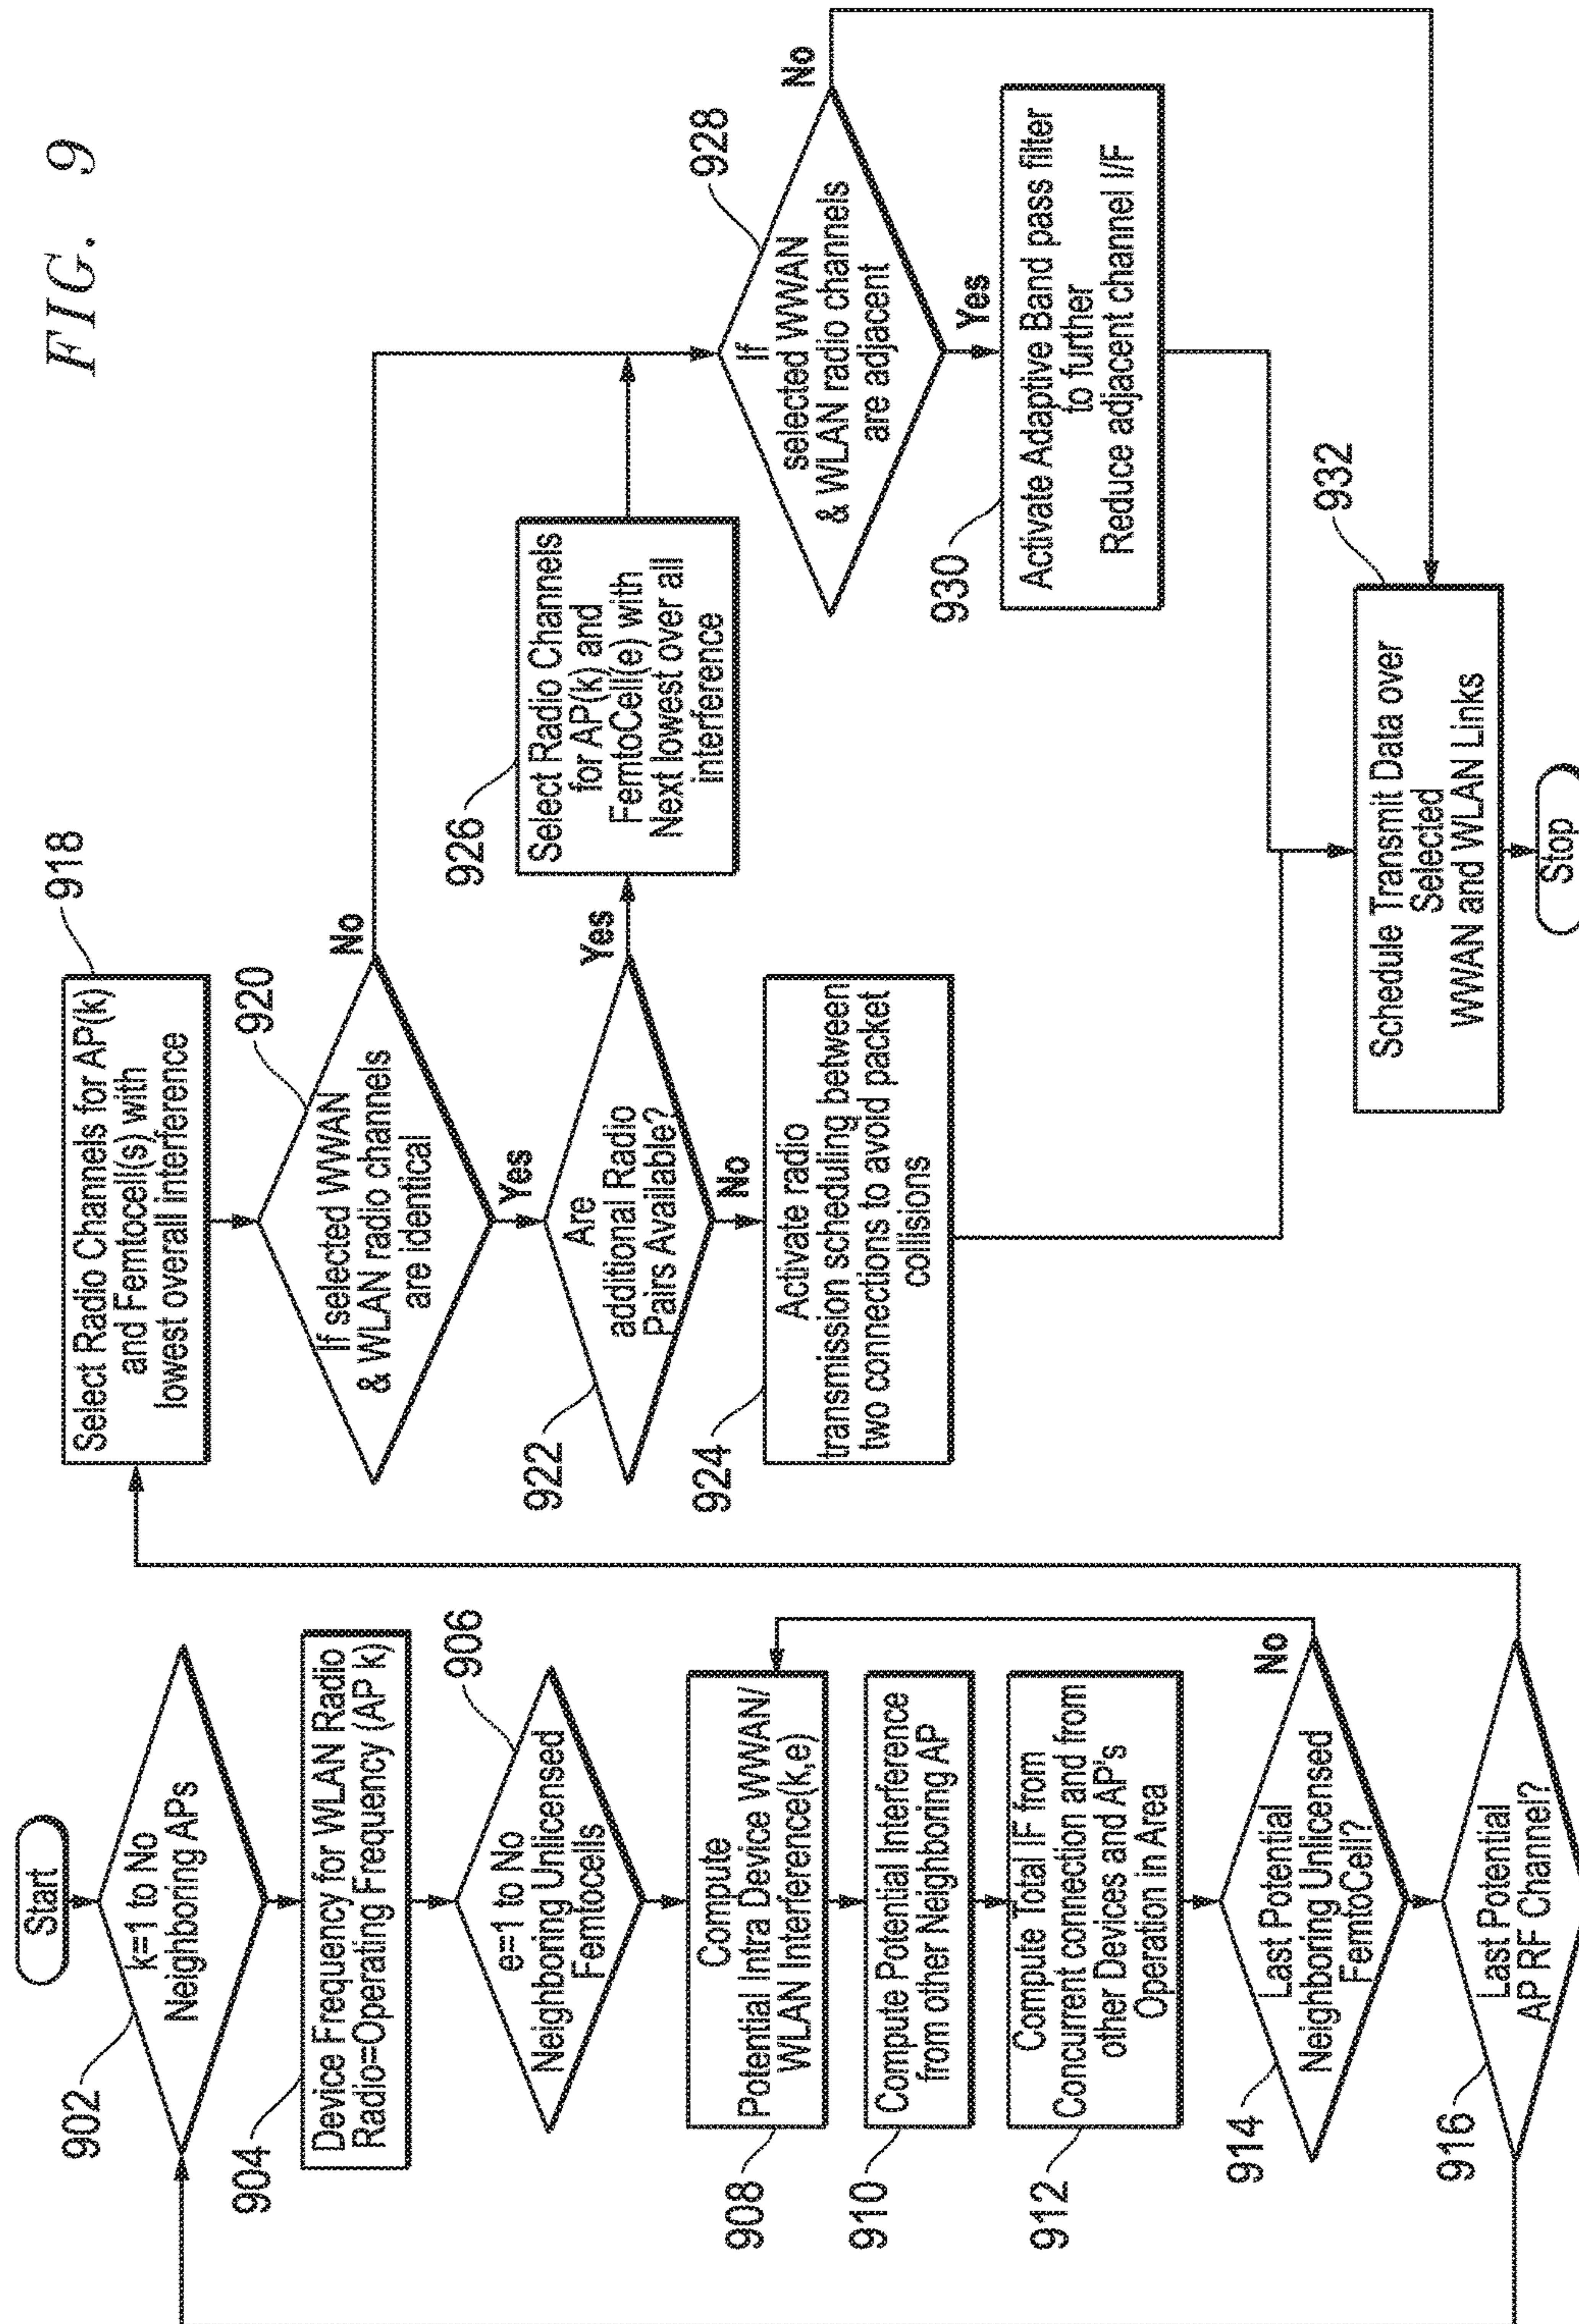 FIG. 9
Start
902
k=1 to No
Neighboring APs
904
Device Frequency for WLAN Radio
Radio=Operating Frequency (AP k)
906
e=1 to No
Neighboring Unlicensed
Femtocells
908
Compute
Potential Intra Device WWAN/
WLAN Interference(k,e)
910
Compute Potential Interference
from other Neighboring AP
912
Compute Total IF from
Concurrent connection and from
other Devices and AP's
Operation in Area
914
Last Potential
Neighboring Unlicensed
FemtoCell?
No
916
Last Potential
AP RF Channel?
918
Select Radio Channels for AP(k)
and Femtocell(s) with
lowest overall interference
920
If selected WWAN
& WLAN radio channels
are identical
No
Yes
922
Are
additional Radio
Pairs Available?
Yes
No
924
Activate radio
transmission scheduling between
two connections to avoid packet
collisions
926
Select Radio Channels
for AP(k) and
FemtoCell(e) with
Next lowest over all
interference
928
If
selected WWAN
& WLAN radio channels
are adjacent
No
Yes
930
Activate Adaptive Band pass filter
to further
Reduce adjacent channel I/F
932
Schedule Transmit Data over
Selected
WWAN and WLAN Links
Stop